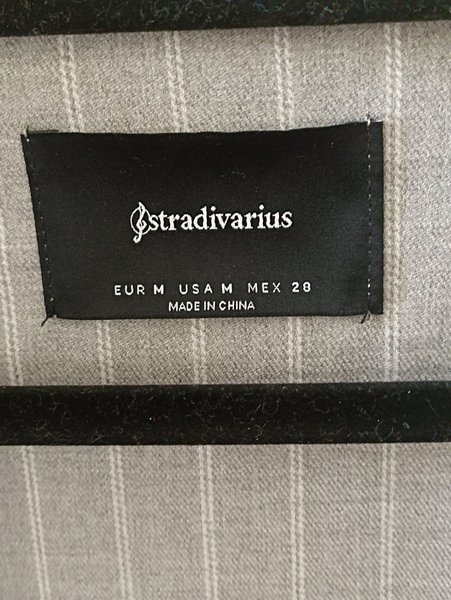 stradivarius
EUR M USA M MEX 28
MADE IN CHINA